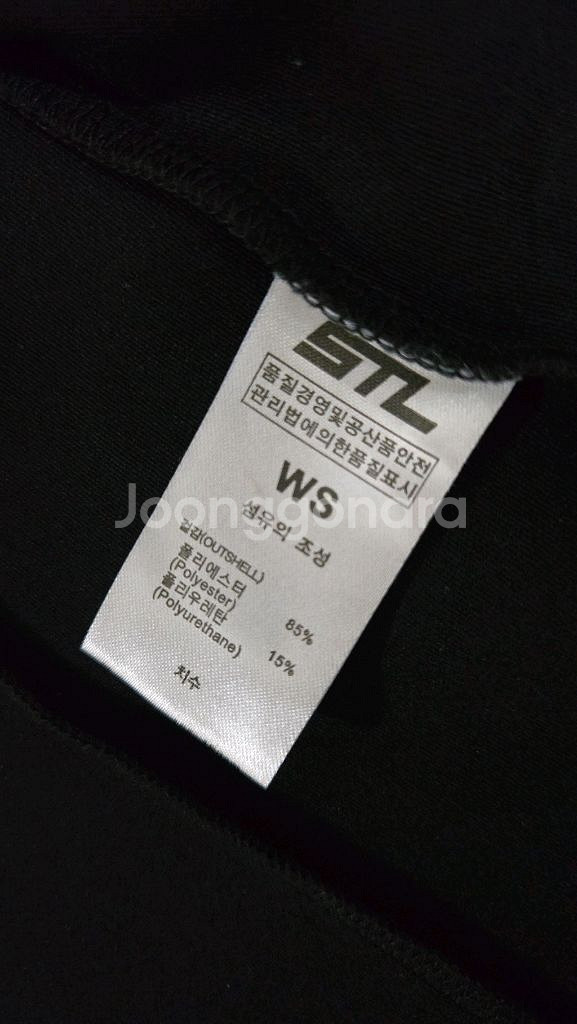 STL
품질경영및공산품안전
관리법에의한품질표시
WS
섬유의 조성
겉감(OUTSHELL)
폴리에스터
(Polyester) 85%
폴리우레탄
(Polyurethane) 15%
치수
Joonggonara